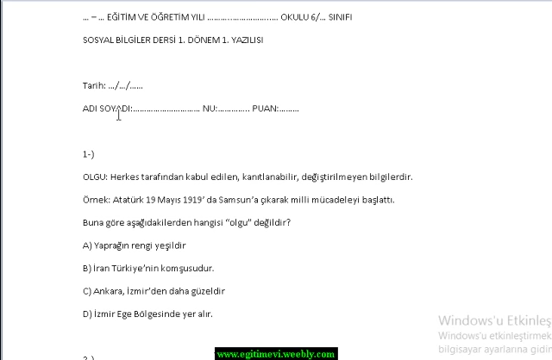 ... – ... EĞİTİM VE ÖĞRETİM YILI ............................ OKULU 6/... SINIFI
SOSYAL BİLGİLER DERSİ 1. DÖNEM 1. YAZILISI
Tarih: .../.../......
ADI SOYADI:............................ NU:............. PUAN:........
1-)
OLGU: Herkes tarafından kabul edilen, kanıtlanabilir, değiştirilmeyen bilgilerdir.
Örnek: Atatürk 19 Mayıs 1919’ da Samsun’a çıkarak milli mücadeleyi başlattı.
Buna göre aşağıdakilerden hangisi “olgu” değildir?
A) Yaprağın rengi yeşildir
B) İran Türkiye’nin komşusudur.
C) Ankara, İzmir’den daha güzeldir
D) İzmir Ege Bölgesinde yer alır.
Windows'u Etkinleş
Windows'u etkinleştirmek
bilgisayar ayarlarına gidin
2-)
www.egitimevi.weebly.com